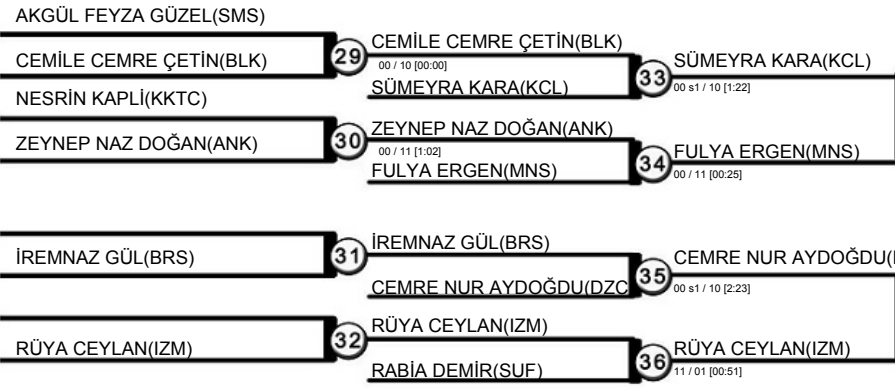 AKGÜL FEYZA GÜZEL(SMS)
CEMİLE CEMRE ÇETİN(BLK)
29
CEMİLE CEMRE ÇETİN(BLK)
00 / 10 [00:00]
SÜMEYRA KARA(KCL)
33
SÜMEYRA KARA(KCL)
00 s1 / 10 [1:22]
NESRİN KAPLİ(KKTC)
ZEYNEP NAZ DOĞAN(ANK)
30
ZEYNEP NAZ DOĞAN(ANK)
00 / 11 [1:02]
FULYA ERGEN(MNS)
34
FULYA ERGEN(MNS)
00 / 11 [00:25]
İREMNAZ GÜL(BRS)
31
İREMNAZ GÜL(BRS)
CEMRE NUR AYDOĞDU(DZC
35
CEMRE NUR AYDOĞDU(
00 s1 / 10 [2:23]
RÜYA CEYLAN(IZM)
32
RÜYA CEYLAN(IZM)
RABİA DEMİR(SUF)
36
RÜYA CEYLAN(IZM)
11 / 01 [00:51]